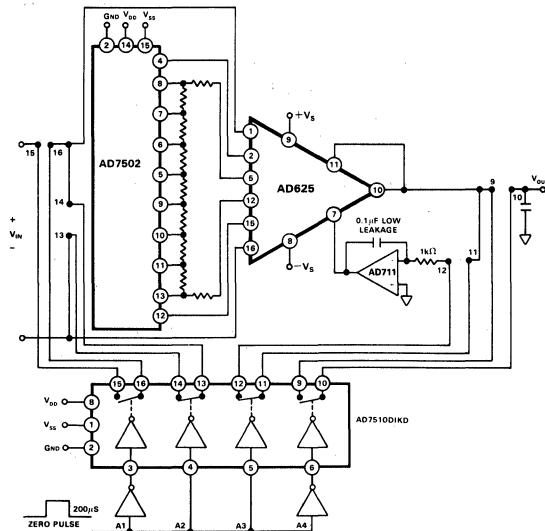 GND VDD VSS
2 14 15
4
8
7
6
5
9
10
11
13
12
AD7502
15 16
14
13
+
VIN
−
+VS
9
1
2
5
12
15
16
11
10
7
8
AD625
−VS
0.1µF LOW
LEAKAGE
AD711
−
+
1kΩ
12
11
9
10
VOUT
15 16 14 13 12 11 9 10
VDD 8
VSS 1
GND 2
AD7510DIKD
3 4 5 6
200µS
ZERO PULSE
A1 A2 A3 A4